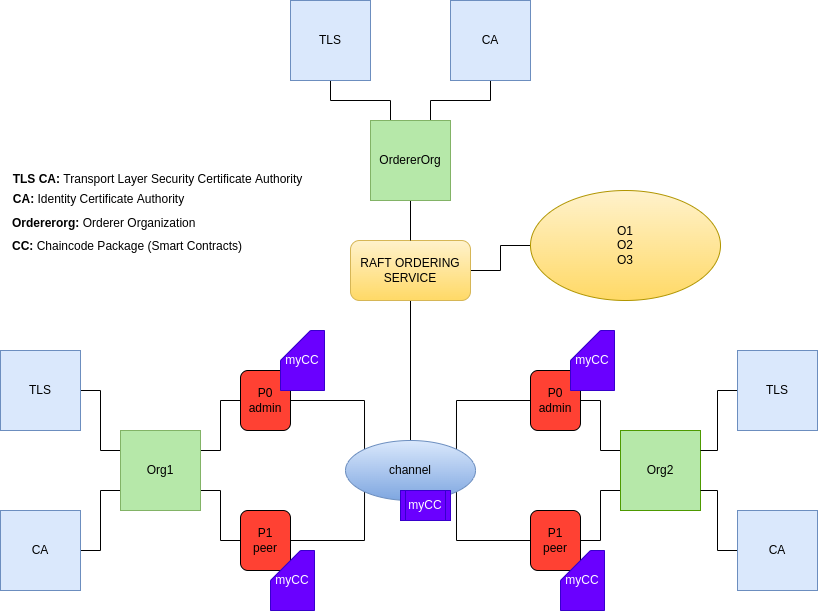 TLS
CA
OrdererOrg
TLS CA: Transport Layer Security Certificate Authority
CA: Identity Certificate Authority
Ordererorg: Orderer Organization
CC: Chaincode Package (Smart Contracts)
O1
O2
O3
RAFT ORDERING
SERVICE
myCC
myCC
TLS
P0
admin
P0
admin
TLS
Org1
channel
Org2
myCC
CA
P1
peer
P1
peer
CA
myCC
myCC